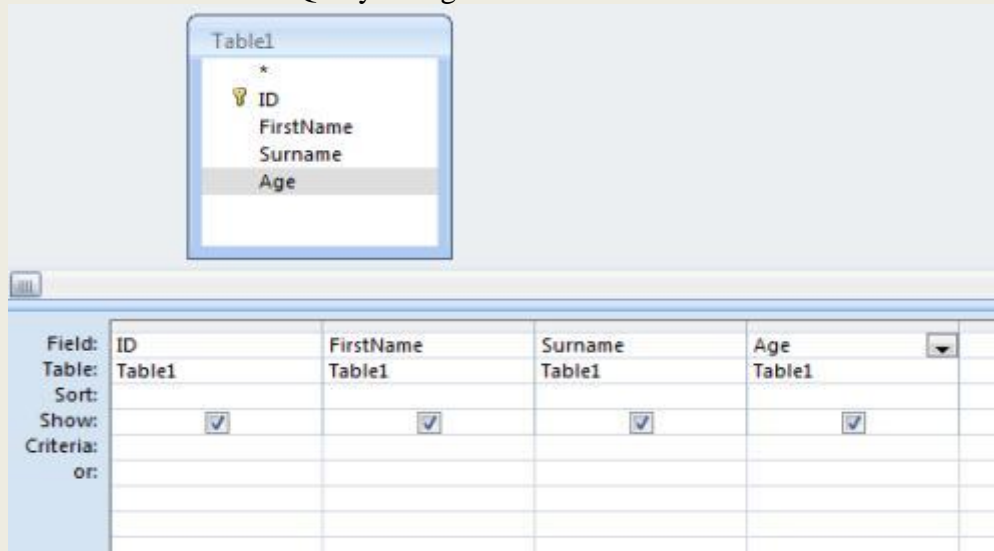 Table1
*
ID
FirstName
Surname
Age
Field: ID FirstName Surname Age
Table: Table1 Table1 Table1 Table1
Sort:
Show:
Criteria:
or: